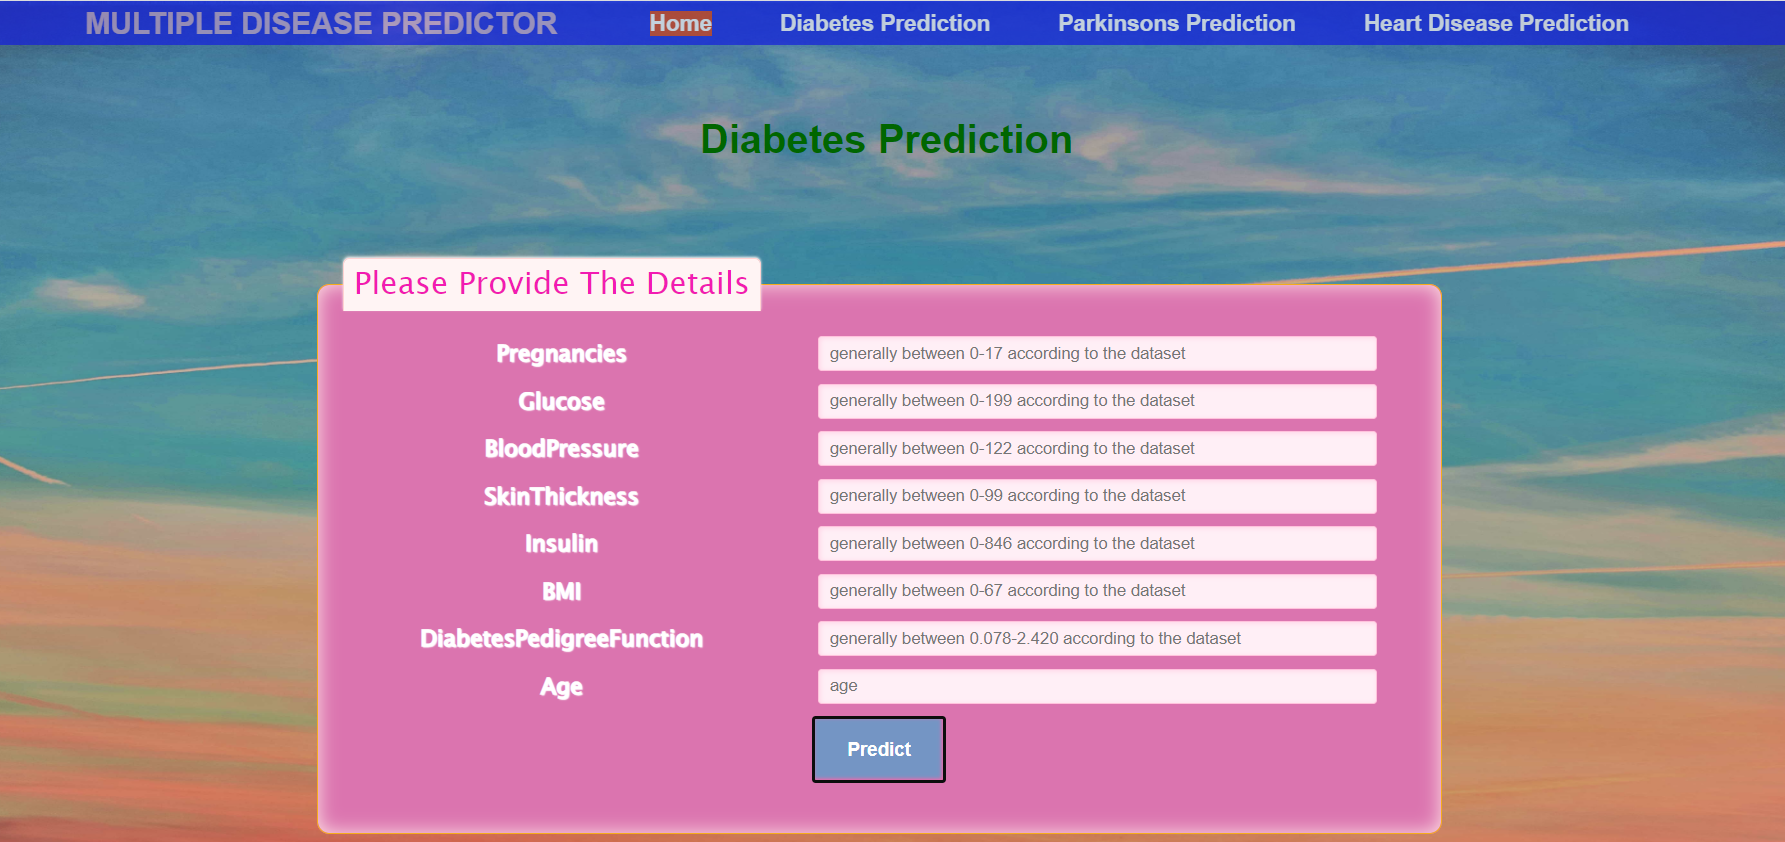 MULTIPLE DISEASE PREDICTOR Home Diabetes Prediction Parkinsons Prediction Heart Disease Prediction
Diabetes Prediction
Please Provide The Details
Pregnancies generally between 0-17 according to the dataset
Glucose generally between 0-199 according to the dataset
BloodPressure generally between 0-122 according to the dataset
SkinThickness generally between 0-99 according to the dataset
Insulin generally between 0-846 according to the dataset
BMI generally between 0-67 according to the dataset
DiabetesPedigreeFunction generally between 0.078-2.420 according to the dataset
Age age
Predict